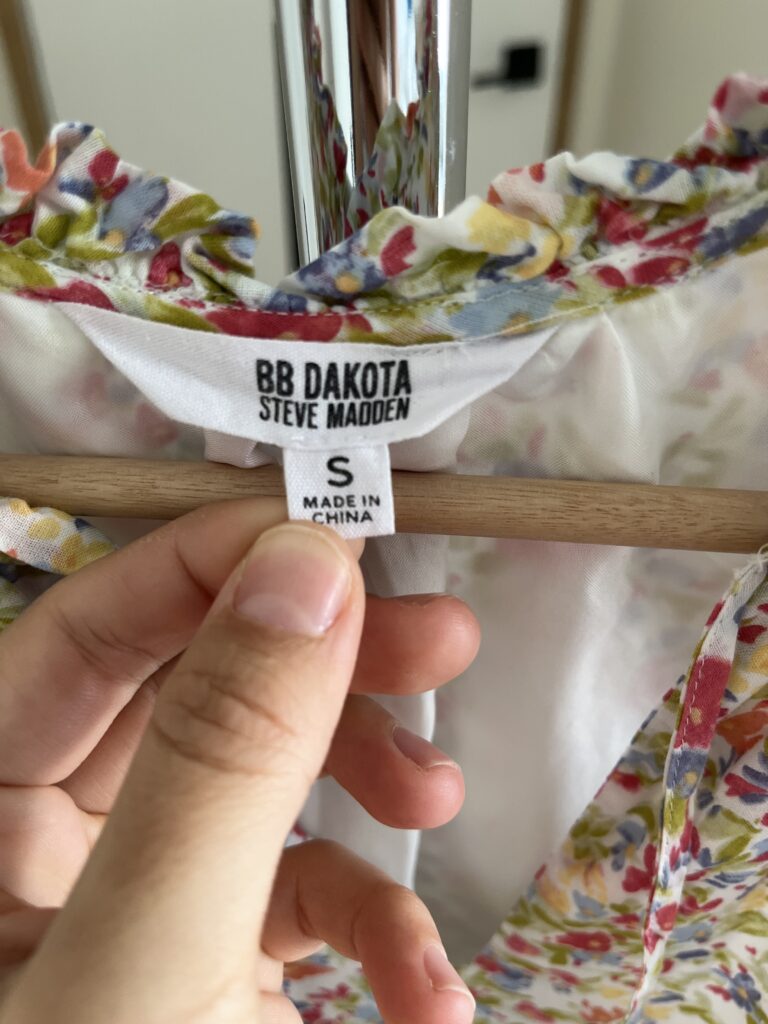 BB DAKOTA
STEVE MADDEN
S
MADE IN
CHINA